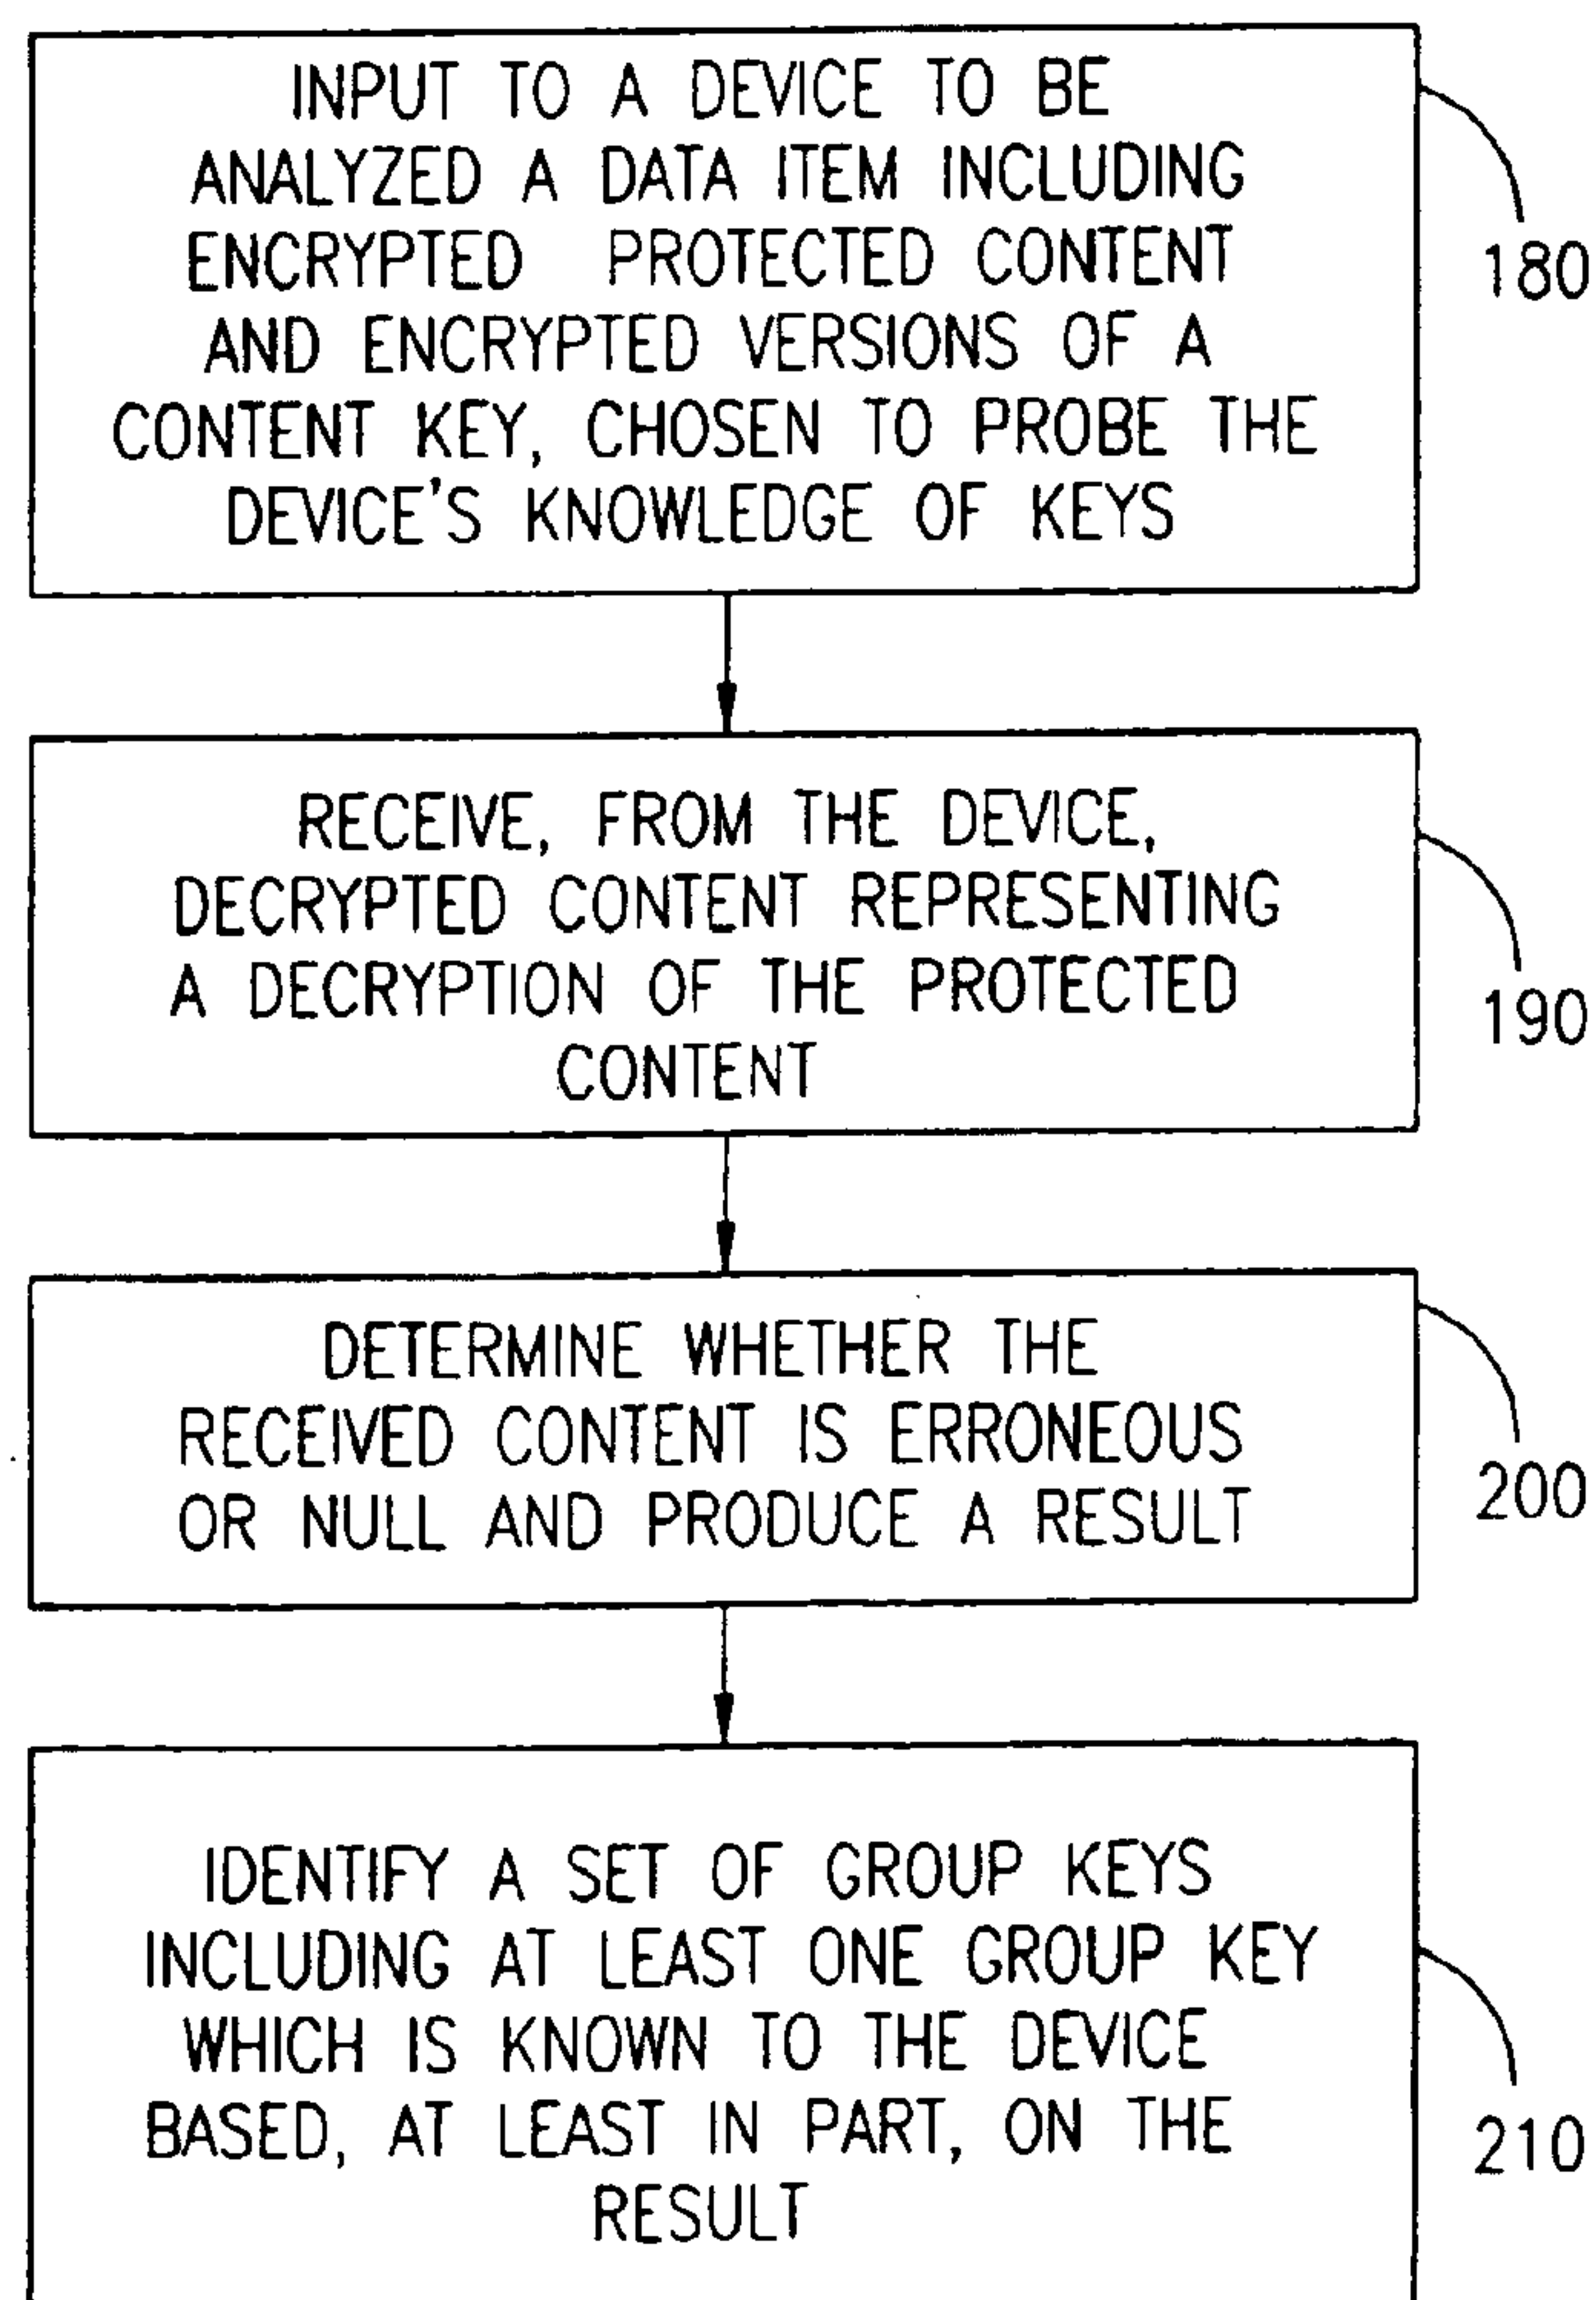 INPUT TO A DEVICE TO BE
ANALYZED A DATA ITEM INCLUDING
ENCRYPTED PROTECTED CONTENT
AND ENCRYPTED VERSIONS OF A
CONTENT KEY, CHOSEN TO PROBE THE
DEVICE'S KNOWLEDGE OF KEYS
180
RECEIVE, FROM THE DEVICE,
DECRYPTED CONTENT REPRESENTING
A DECRYPTION OF THE PROTECTED
CONTENT
190
DETERMINE WHETHER THE
RECEIVED CONTENT IS ERRONEOUS
OR NULL AND PRODUCE A RESULT
200
IDENTIFY A SET OF GROUP KEYS
INCLUDING AT LEAST ONE GROUP KEY
WHICH IS KNOWN TO THE DEVICE
BASED, AT LEAST IN PART, ON THE
RESULT
210